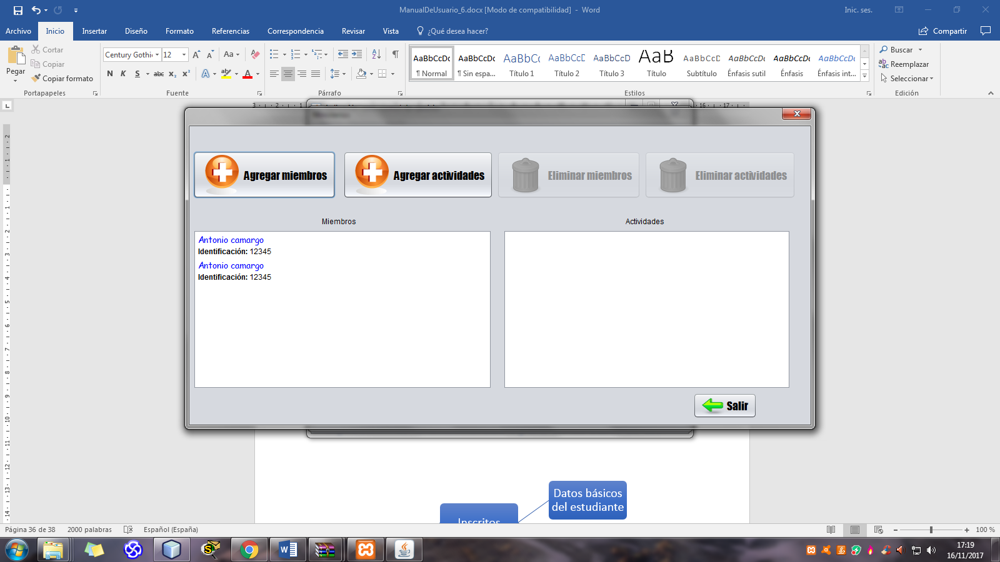 ManualDeUsuario_6.docx [Modo de compatibilidad] - Word
Inic. ses.
Archivo Inicio Insertar Diseño Formato Referencias Correspondencia Revisar Vista ¿Qué desea hacer? Compartir
Pegar
Cortar
Copiar
Copiar formato
Portapapeles
Century Gothi 12
N K S abc x₂ x²
Fuente
Párrafo
AaBbCcDc AaBbCcDc AaBbCc AaBbCcD AaBbCcD AaB AaBbCcD AaBbCcDc AaBbCcDc AaBbCcDc
¶ Normal ¶ Sin espa... Título 1 Título 2 Título 3 Título Subtítulo Énfasis sutil Énfasis Énfasis int...
Estilos
Buscar
Reemplazar
Seleccionar
Edición
Agregar miembros Agregar actividades Eliminar miembros Eliminar actividades
Miembros Actividades
Antonio camargo
Identificación: 12345
Antonio camargo
Identificación: 12345
Salir
Datos básicos
del estudiante
Inscritos
Página 36 de 38 2000 palabras Español (España) 100 %
17:19
16/11/2017